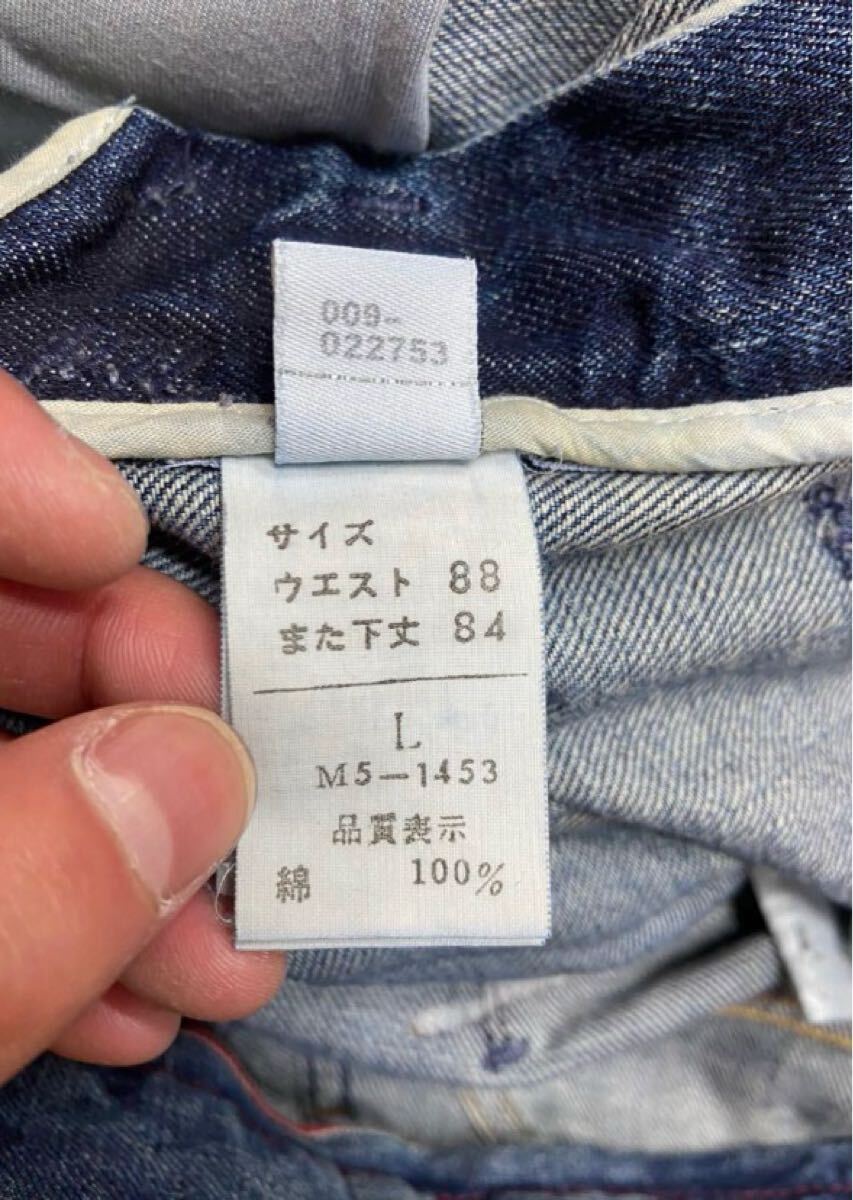 009-
022753
サイズ
ウエスト 88
また下丈 84
L
M5-1453
品質表示
綿 100%